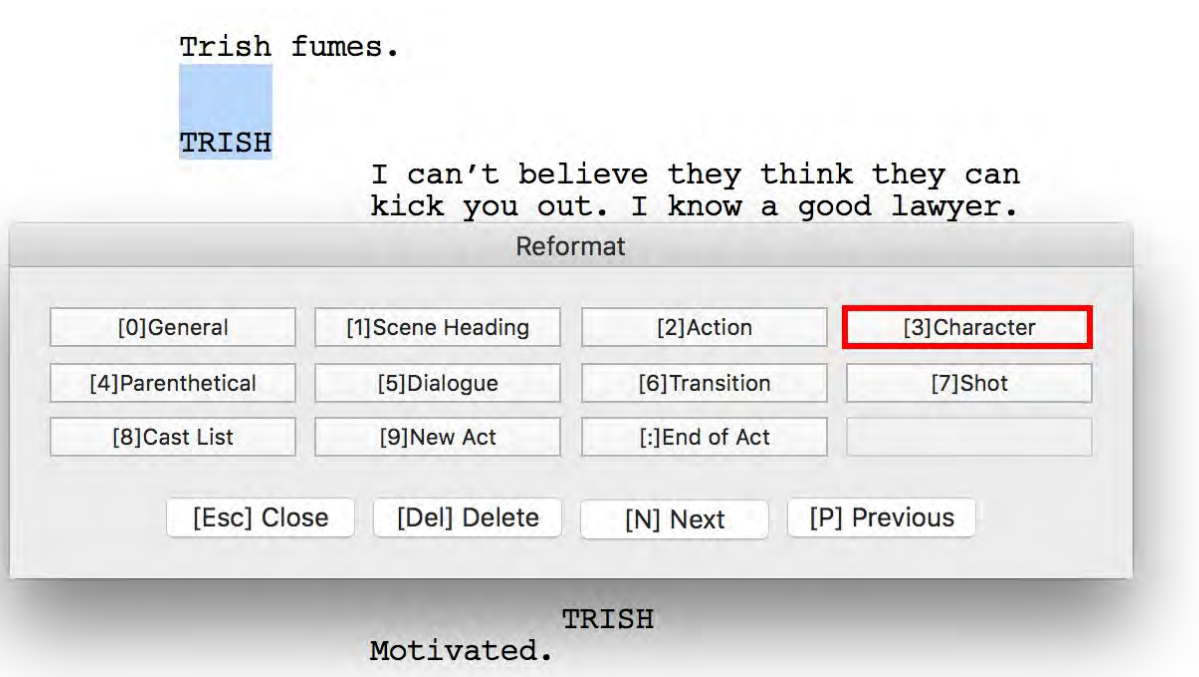 Trish fumes.
TRISH
I can't believe they think they can
kick you out. I know a good lawyer.
Reformat
[0]General [1]Scene Heading [2]Action [3]Character
[4]Parenthetical [5]Dialogue [6]Transition [7]Shot
[8]Cast List [9]New Act [:]End of Act
[Esc] Close [Del] Delete [N] Next [P] Previous
TRISH
Motivated.